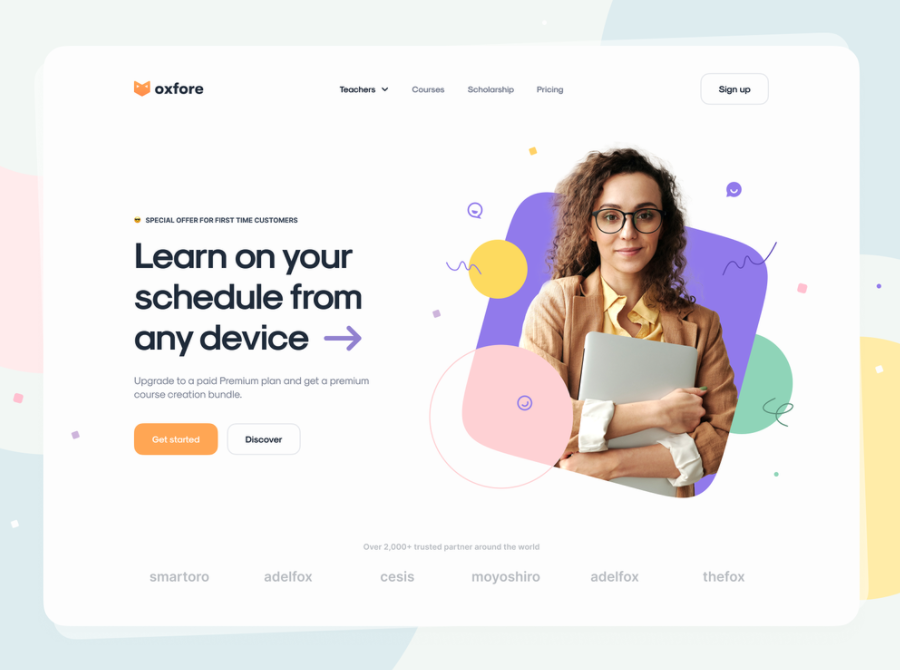 oxfore
Teachers Courses Scholarship Pricing
Sign up
SPECIAL OFFER FOR FIRST TIME CUSTOMERS
Learn on your
schedule from
any device
Upgrade to a paid Premium plan and get a premium
course creation bundle.
Get started Discover
Over 2,000+ trusted partner around the world
smartoro adelfox cesis moyoshiro adelfox thefox